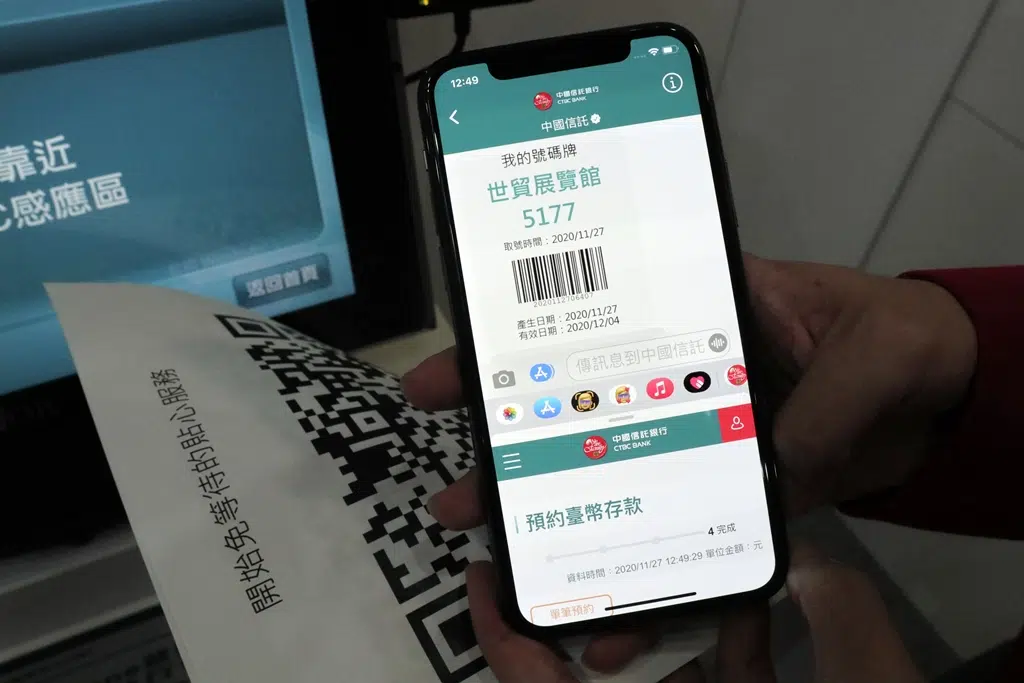 靠近
感應區
返回首頁
開始免等待的貼心服務
12:49
中國信託銀行
CTBC BANK
中國信託
我的號碼牌
世貿展覽館
5177
取號時間：2020/11/27
2020112706407
產生日期：2020/11/27
有效日期：2020/12/04
傳訊息到中國信託
中國信託銀行
CTBC BANK
預約臺幣存款
4 完成
資料時間：2020/11/27 12:49:29 單位金額：元
單筆預約